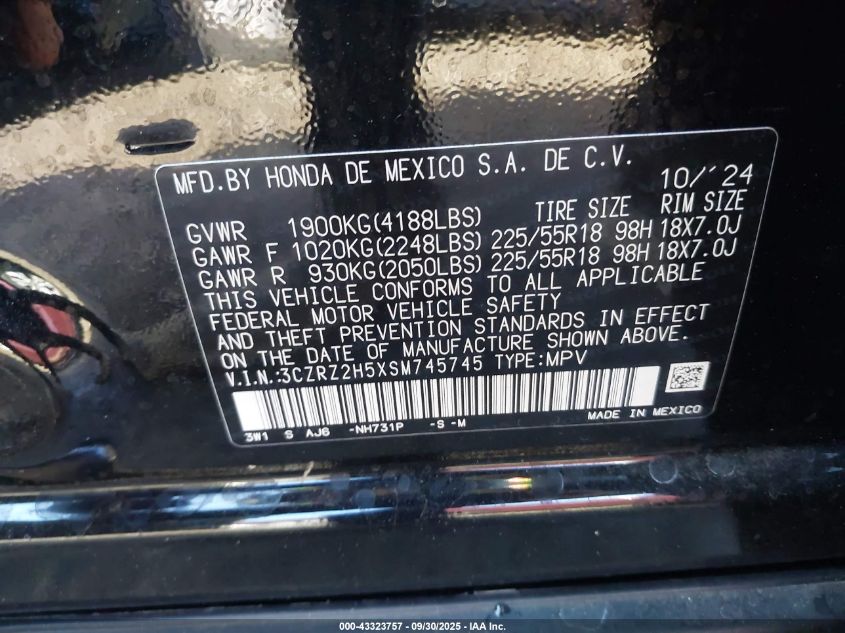 MFD.BY HONDA DE MEXICO S.A. DE C.V. 10/'24
GVWR 1900KG(4188LBS) TIRE SIZE RIM SIZE
GAWR F 1020KG(2248LBS) 225/55R18 98H 18X7.0J
GAWR R 930KG(2050LBS) 225/55R18 98H 18X7.0J
THIS VEHICLE CONFORMS TO ALL APPLICABLE
FEDERAL MOTOR VEHICLE SAFETY
AND THEFT PREVENTION STANDARDS IN EFFECT
ON THE DATE OF MANUFACTURE SHOWN ABOVE.
V.I.N.:3CZRZ2H5XSM745745 TYPE:MPV
3W1 S AJ6 -NH731P -S -M MADE IN MEXICO
000-43323757 - 09/30/2025 - IAA Inc.